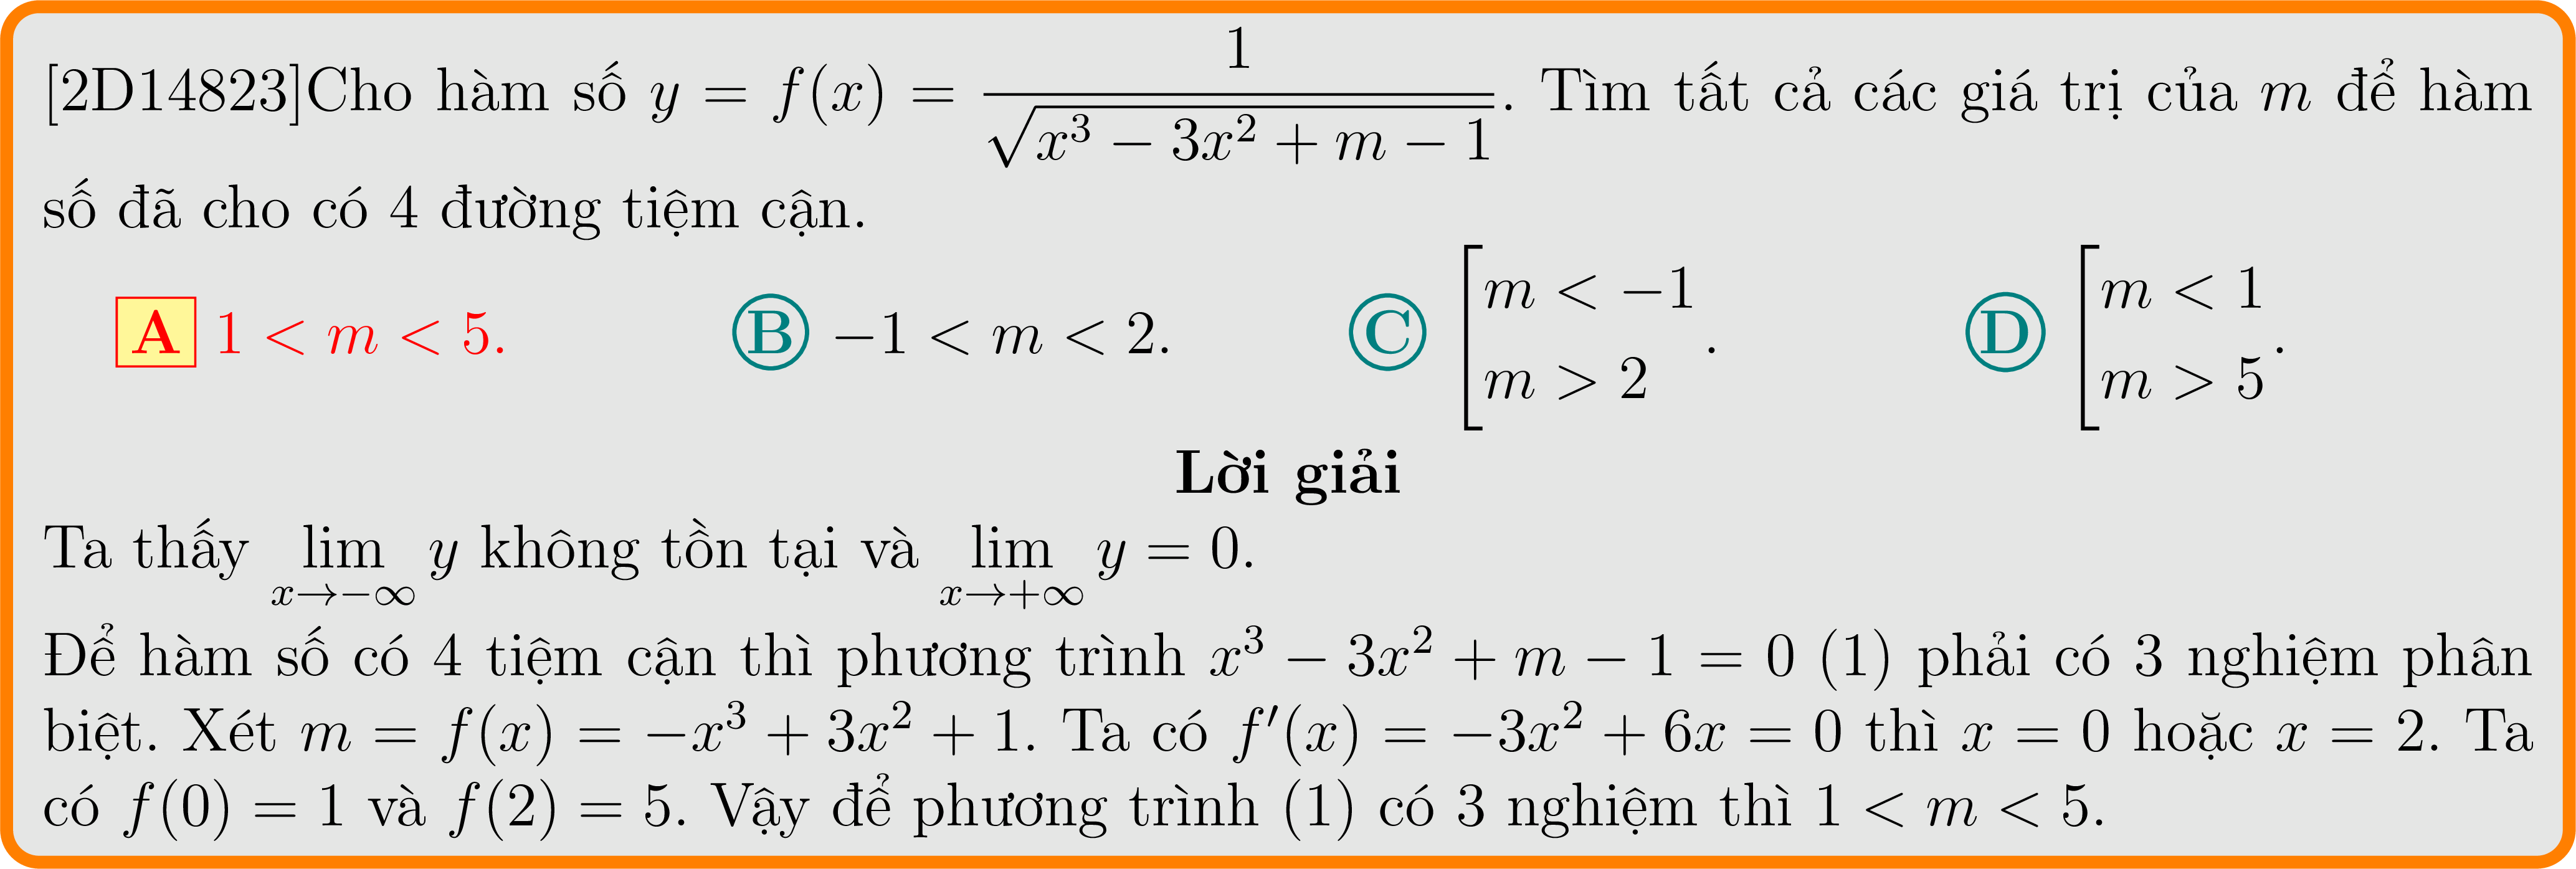 [2D14823]Cho hàm số $y = f(x) = \dfrac{1}{\sqrt{x^3 - 3x^2 + m - 1}}$. Tìm tất cả các giá trị của $m$ để hàm
số đã cho có 4 đường tiệm cận.
A $1 < m < 5$. B $-1 < m < 2$. C $\left[\begin{array}{l} m < -1 \\ m > 2 \end{array}\right.$. D $\left[\begin{array}{l} m < 1 \\ m > 5 \end{array}\right.$.
Lời giải
Ta thấy $\lim\limits_{x \to -\infty} y$ không tồn tại và $\lim\limits_{x \to +\infty} y = 0$.
Để hàm số có 4 tiệm cận thì phương trình $x^3 - 3x^2 + m - 1 = 0$ (1) phải có 3 nghiệm phân
biệt. Xét $m = f(x) = -x^3 + 3x^2 + 1$. Ta có $f'(x) = -3x^2 + 6x = 0$ thì $x = 0$ hoặc $x = 2$. Ta
có $f(0) = 1$ và $f(2) = 5$. Vậy để phương trình (1) có 3 nghiệm thì $1 < m < 5$.